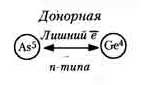 Донорная
Лишний ē
As⁵ Ge⁴
n-типа